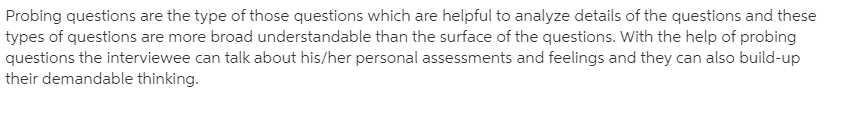 Probing questions are the type of those questions which are helpful to analyze details of the questions and these
types of questions are more broad understandable than the surface of the questions. With the help of probing
questions the interviewee can talk about his/her personal assessments and feelings and they can also build-up
their demandable thinking.